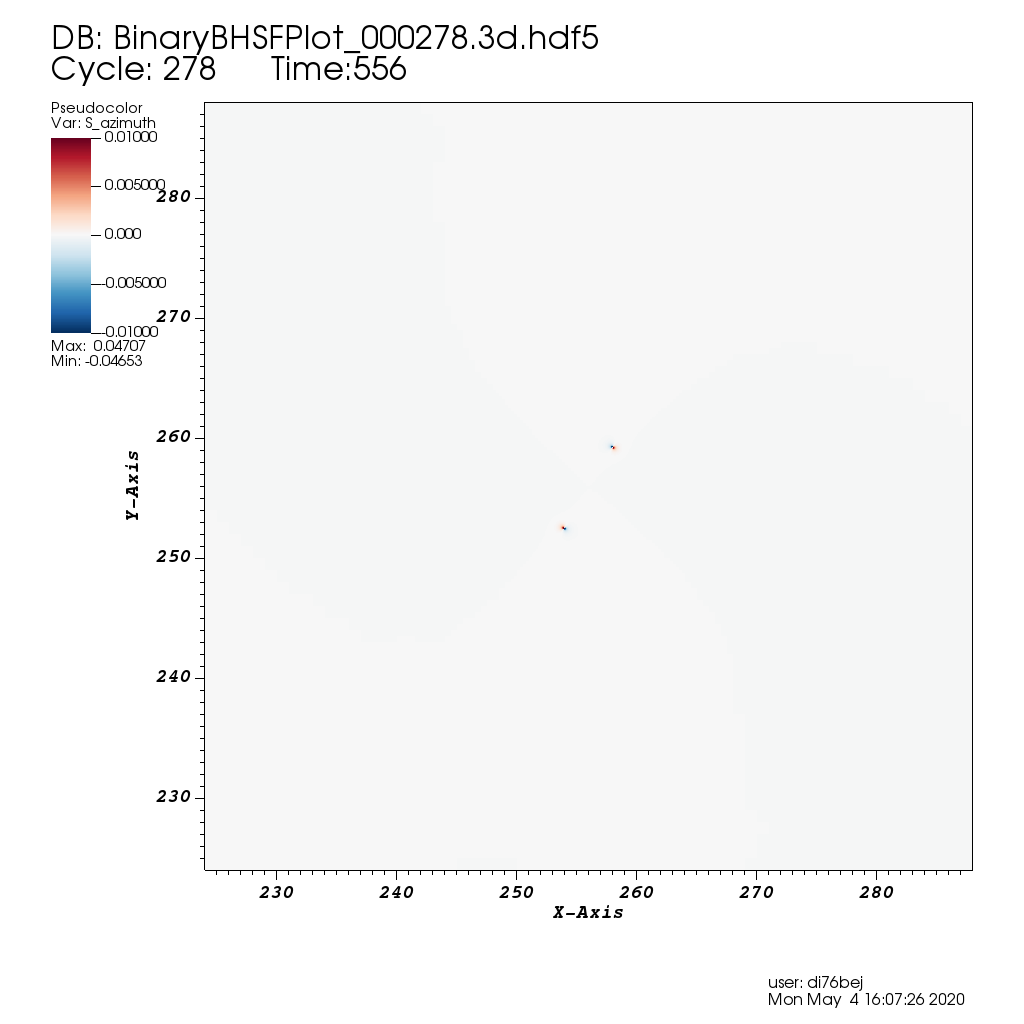 DB: BinaryBHSFPlot_000278.3d.hdf5
Cycle: 278 Time:556
Pseudocolor
Var: S_azimuth
0.01000
0.005000
0.000
-0.005000
-0.01000
Max: 0.04707
Min: -0.04653
280
270
260
250
240
230
Y-Axis
230 240 250 260 270 280
X-Axis
user: di76bej
Mon May 4 16:07:26 2020